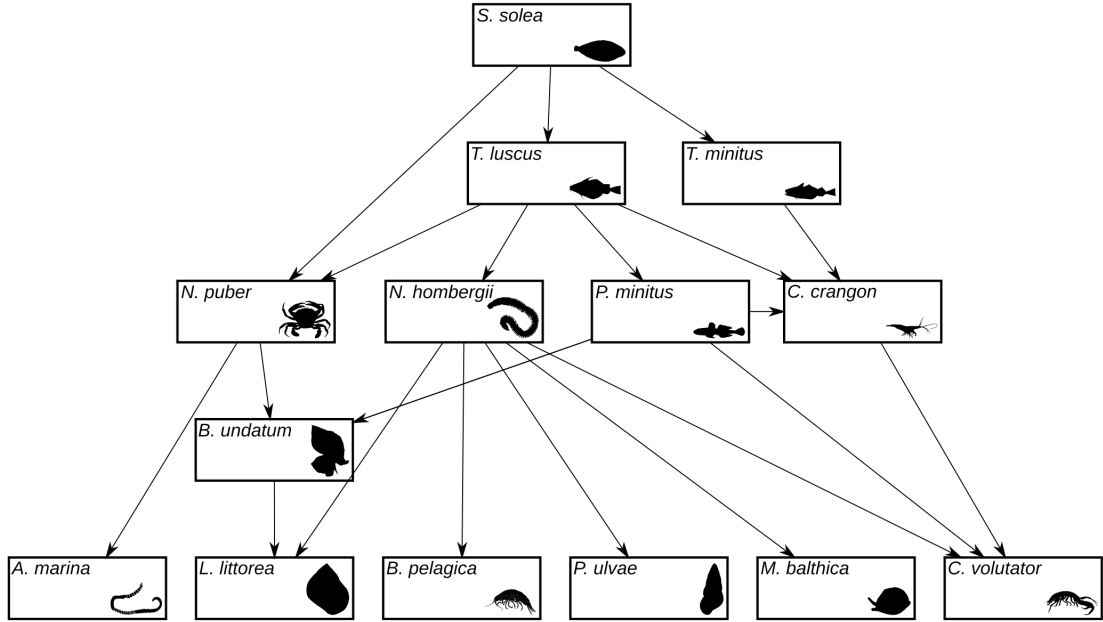 S. solea
T. luscus
T. minitus
N. puber
N. hombergii
P. minitus
C. crangon
B. undatum
A. marina
L. littorea
B. pelagica
P. ulvae
M. balthica
C. volutator